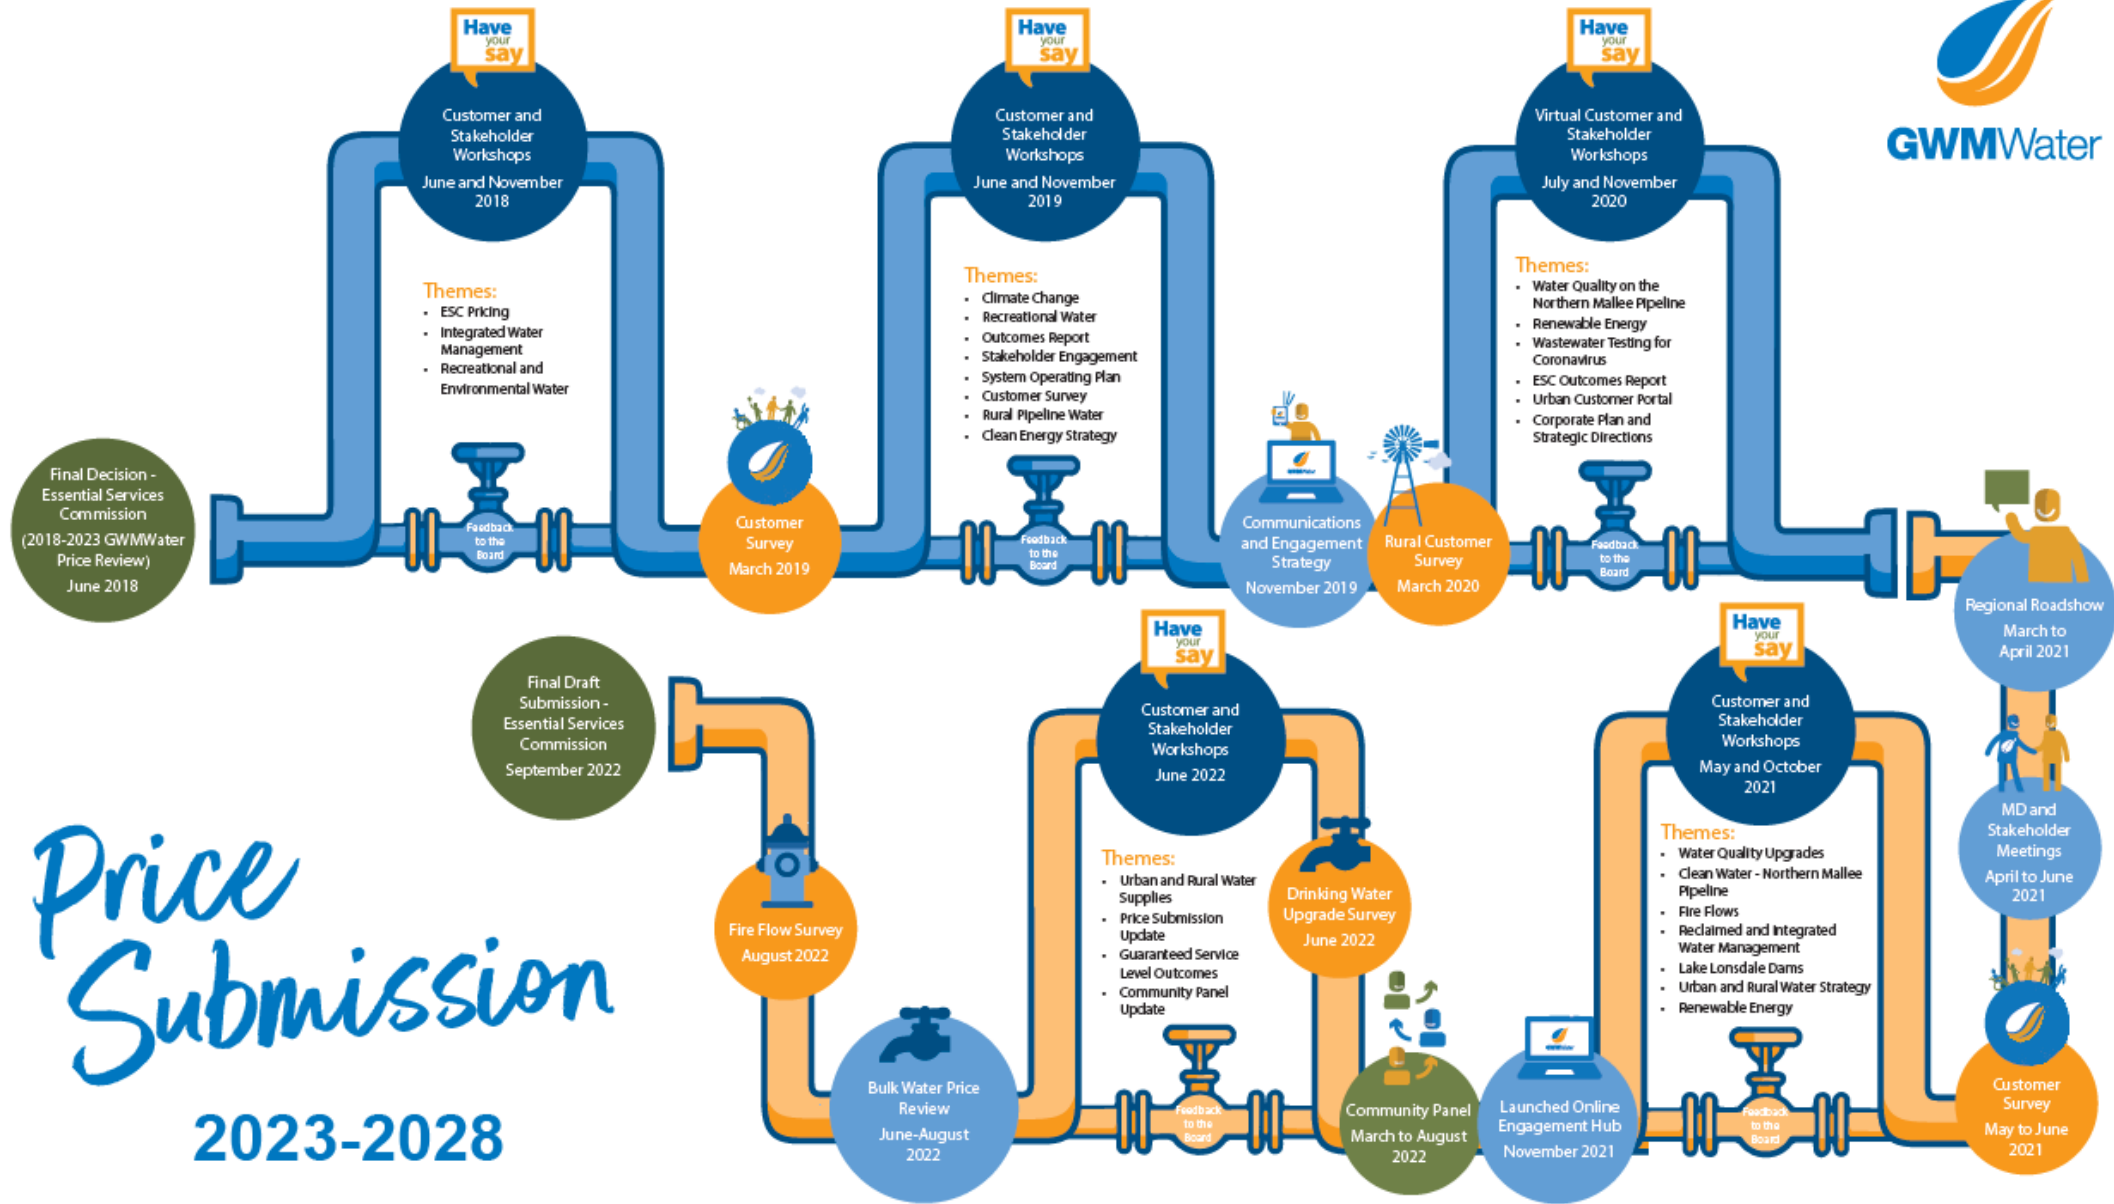 GWMWater
Have
your
say
Customer and
Stakeholder
Workshops
June and November
2018
Themes:
• ESC Pricing
• Integrated Water
Management
• Recreational and
Environmental Water
Feedback
to the
Board
Final Decision -
Essential Services
Commission
(2018-2023 GWMWater
Price Review)
June 2018
Customer
Survey
March 2019
Have
your
say
Customer and
Stakeholder
Workshops
June and November
2019
Themes:
• Climate Change
• Recreational Water
• Outcomes Report
• Stakeholder Engagement
• System Operating Plan
• Customer Survey
• Rural Pipeline Water
• Clean Energy Strategy
Feedback
to the
Board
Communications
and Engagement
Strategy
November 2019
Rural Customer
Survey
March 2020
Have
your
say
Virtual Customer and
Stakeholder
Workshops
July and November
2020
Themes:
• Water Quality on the
Northern Mallee Pipeline
• Renewable Energy
• Wastewater Testing for
Coronavirus
• ESC Outcomes Report
• Urban Customer Portal
• Corporate Plan and
Strategic Directions
Feedback
to the
Board
Regional Roadshow
March to
April 2021
MD and
Stakeholder
Meetings
April to June
2021
Customer
Survey
May to June
2021
Have
your
say
Customer and
Stakeholder
Workshops
May and October
2021
Themes:
• Water Quality Upgrades
• Clean Water - Northern Mallee
Pipeline
• Fire Flows
• Reclaimed and Integrated
Water Management
• Lake Lonsdale Dams
• Urban and Rural Water Strategy
• Renewable Energy
Feedback
to the
Board
Launched Online
Engagement Hub
November 2021
Community Panel
March to August
2022
Drinking Water
Upgrade Survey
June 2022
Have
your
say
Customer and
Stakeholder
Workshops
June 2022
Themes:
• Urban and Rural Water
Supplies
• Price Submission
Update
• Guaranteed Service
Level Outcomes
• Community Panel
Update
Feedback
to the
Board
Bulk Water Price
Review
June-August
2022
Fire Flow Survey
August 2022
Final Draft
Submission -
Essential Services
Commission
September 2022
Price
Submission
2023-2028